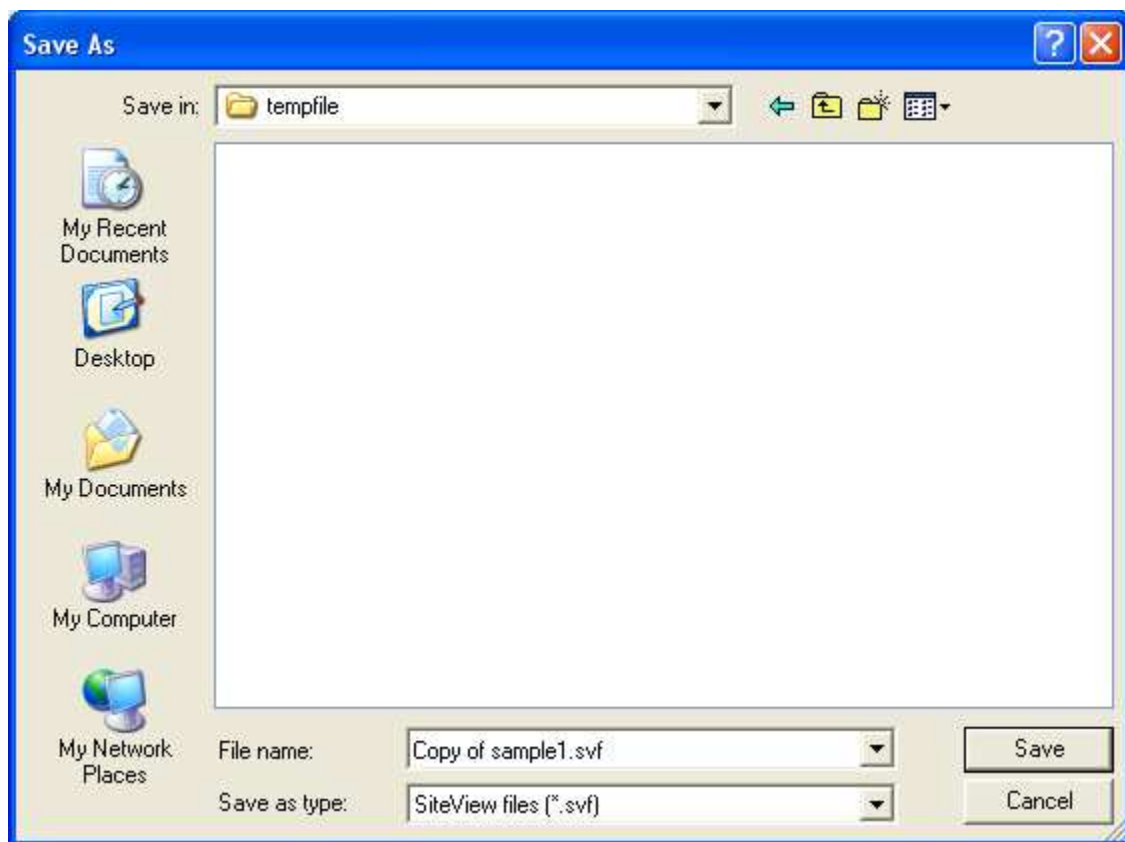 Save As
?
Save in:
tempfile
My Recent
Documents
Desktop
My Documents
My Computer
My Network
Places
File name:
Copy of sample1.svf
Save
Save as type:
SiteView files (*.svf)
Cancel